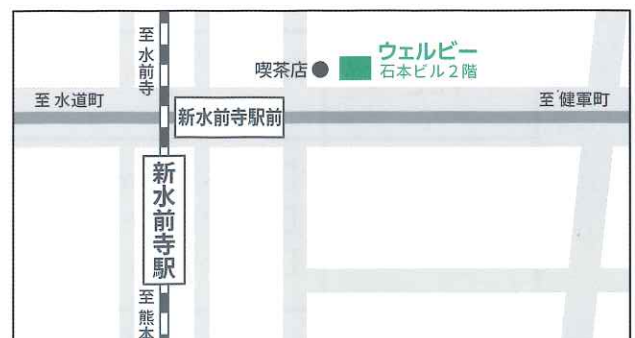 至 水前寺
ウェルビー
喫茶店
石本ビル2階
至 水道町
至 健軍町
新水前寺駅前
新水前寺駅
至 熊本